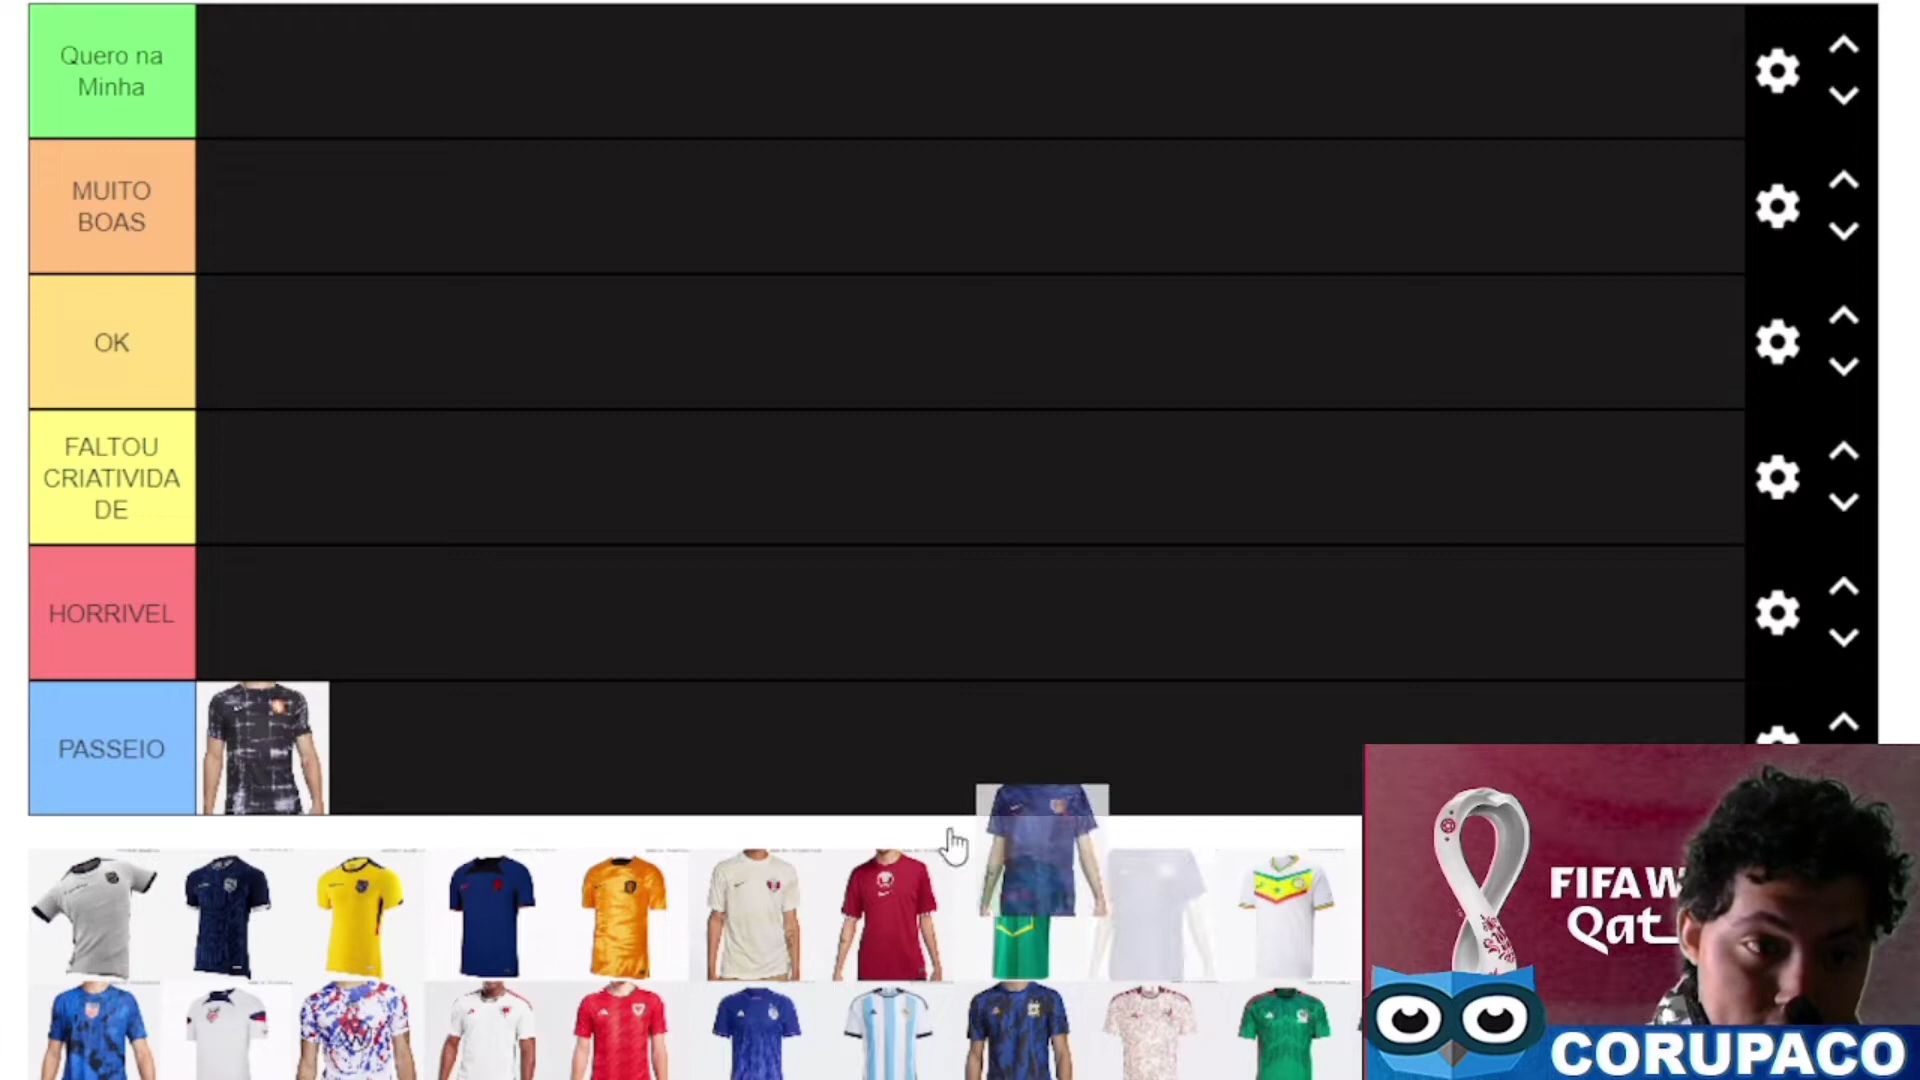 Quero na
Minha
MUITO
BOAS
OK
FALTOU
CRIATIVIDA
DE
HORRIVEL
PASSEIO
FIFA W
Qat
CORUPACO